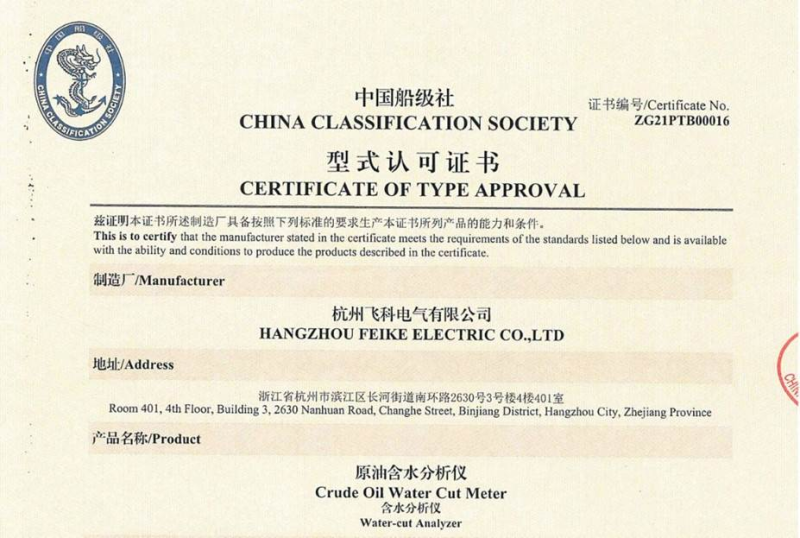 中国船级社
CHINA CLASSIFICATION SOCIETY
中国船级社
CHINA CLASSIFICATION SOCIETY
证书编号/Certificate No.
ZG21PTB00016
型式认可证书
CERTIFICATE OF TYPE APPROVAL
兹证明本证书所述制造厂具备按照下列标准的要求生产本证书所列产品的能力和条件。
This is to certify that the manufacturer stated in the certificate meets the requirements of the standards listed below and is available
with the ability and conditions to produce the products described in the certificate.
制造厂/Manufacturer
杭州飞科电气有限公司
HANGZHOU FEIKE ELECTRIC CO.,LTD
地址/Address
浙江省杭州市滨江区长河街道南环路2630号3号楼4楼401室
Room 401, 4th Floor, Building 3, 2630 Nanhuan Road, Changhe Street, Binjiang District, Hangzhou City, Zhejiang Province
产品名称/Product
原油含水分析仪
Crude Oil Water Cut Meter
含水分析仪
Water-cut Analyzer